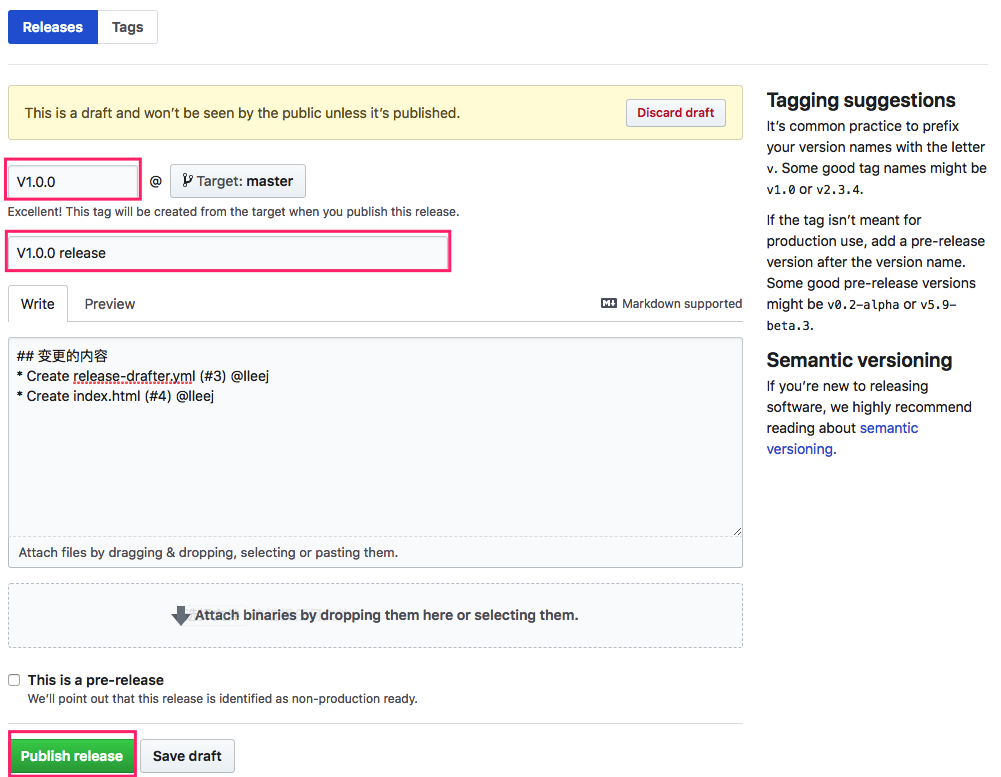 Releases Tags
This is a draft and won’t be seen by the public unless it’s published. Discard draft
V1.0.0 @ Target: master
Excellent! This tag will be created from the target when you publish this release.
V1.0.0 release
Write Preview Markdown supported
## 变更的内容
* Create release-drafter.yml (#3) @lleej
* Create index.html (#4) @lleej
Attach files by dragging & dropping, selecting or pasting them.
Attach binaries by dropping them here or selecting them.
This is a pre-release
We’ll point out that this release is identified as non-production ready.
Publish release Save draft
Tagging suggestions
It’s common practice to prefix
your version names with the letter
v. Some good tag names might be
v1.0 or v2.3.4.
If the tag isn’t meant for
production use, add a pre-release
version after the version name.
Some good pre-release versions
might be v0.2-alpha or v5.9-
beta.3.
Semantic versioning
If you’re new to releasing
software, we highly recommend
reading about semantic
versioning.